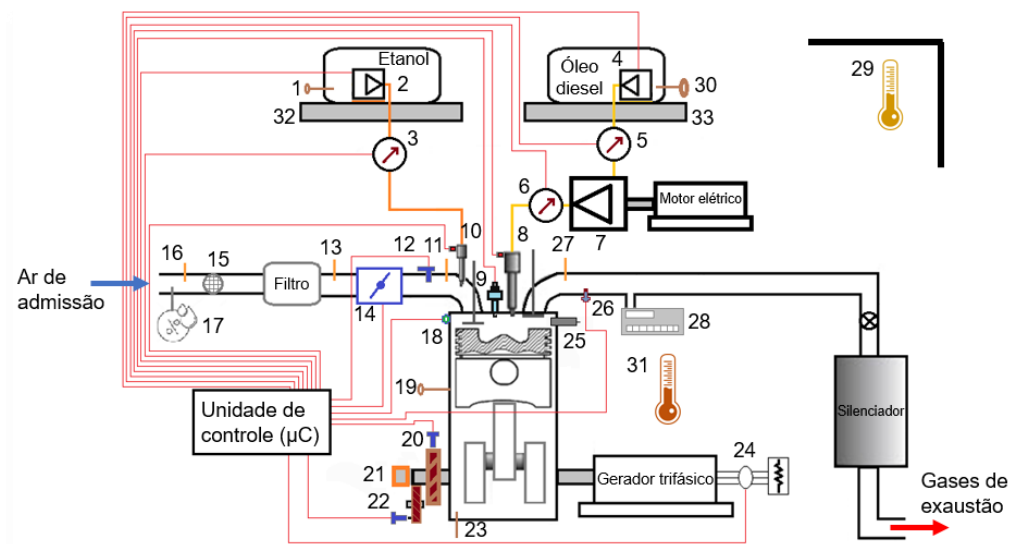 Etanol
1
2
32
Óleo
diesel
4
30
33
29
3
5
6
7
Motor elétrico
8
27
10
12
11
9
16
15
13
Ar de
admissão
Filtro
14
17
18
26
28
25
31
19
Silenciador
Unidade de
controle (µC)
20
21
22
23
Gerador trifásico
24
Gases de
exaustão